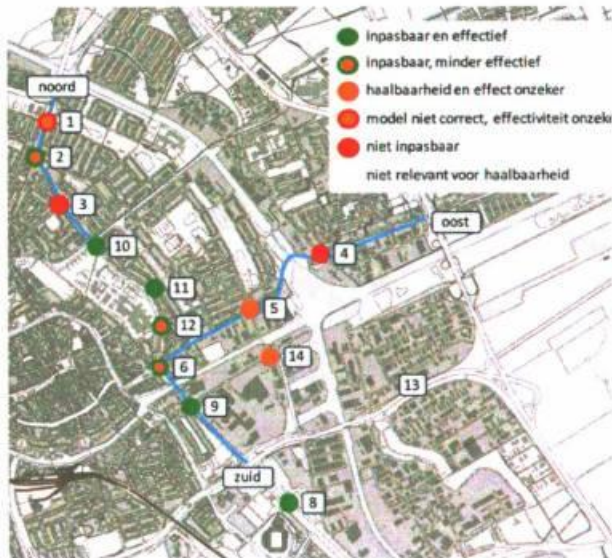 inpasbaar en effectief
inpasbaar, minder effectief
haalbaarheid en effect onzeker
model niet correct, effectiviteit onzeke
niet inpasbaar
niet relevant voor haalbaarheid
noord
1
2
3
10
oost
4
11
5
12
14
6
13
9
zuid
8